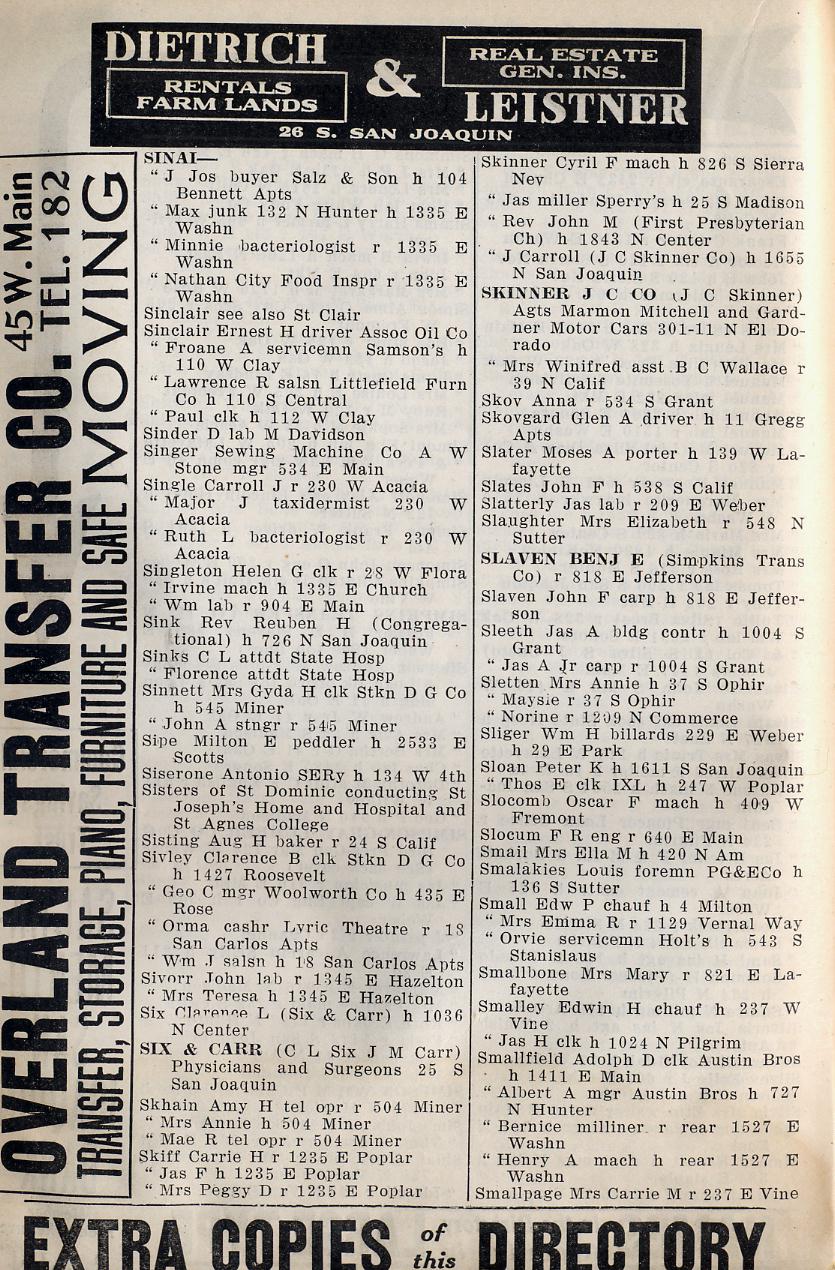 DIETRICH
RENTALS
FARM LANDS
&
REAL ESTATE
GEN. INS.
LEISTNER
26 S. SAN JOAQUIN
OVERLAND TRANSFER CO. 45 W. Main TEL. 182
TRANSFER, STORAGE, PIANO, FURNITURE AND SAFE MOVING
SINAI—
“ J Jos buyer Salz & Son h 104
Bennett Apts
“ Max junk 132 N Hunter h 1335 E
Washn
“ Minnie bacteriologist r 1335 E
Washn
“ Nathan City Food Inspr r 1335 E
Washn
Sinclair see also St Clair
Sinclair Ernest H driver Assoc Oil Co
“ Froane A servicemn Samson's h
110 W Clay
“ Lawrence R salsn Littlefield Furn
Co h 110 S Central
“ Paul clk h 112 W Clay
Sinder D lab M Davidson
Singer Sewing Machine Co A W
Stone mgr 534 E Main
Single Carroll J r 230 W Acacia
“ Major J taxidermist 230 W
Acacia
“ Ruth L bacteriologist r 230 W
Acacia
Singleton Helen G clk r 28 W Flora
“ Irvine mach h 1335 E Church
“ Wm lab r 904 E Main
Sink Rev Reuben H (Congrega-
tional) h 726 N San Joaquin
Sinks C L attdt State Hosp
“ Florence attdt State Hosp
Sinnett Mrs Gyda H clk Stkn D G Co
h 545 Miner
“ John A stngr r 545 Miner
Sipe Milton E peddler h 2533 E
Scotts
Siserone Antonio SERy h 134 W 4th
Sisters of St Dominic conducting St
Joseph's Home and Hospital and
St Agnes College
Sisting Aug H baker r 24 S Calif
Sivley Clarence B clk Stkn D G Co
h 1427 Roosevelt
“ Geo C mgr Woolworth Co h 435 E
Rose
“ Orma cashr Lyric Theatre r 18
San Carlos Apts
“ Wm J salsn h 18 San Carlos Apts
Sivorr John lab r 1345 E Hazelton
“ Mrs Teresa h 1345 E Hazelton
Six Clarence L (Six & Carr) h 1036
N Center
SIX & CARR (C L Six J M Carr)
Physicians and Surgeons 25 S
San Joaquin
Skhain Amy H tel opr r 504 Miner
“ Mrs Annie h 504 Miner
“ Mae R tel opr r 504 Miner
Skiff Carrie H r 1235 E Poplar
“ Jas F h 1235 E Poplar
“ Mrs Peggy D r 1235 E Poplar
Skinner Cyril F mach h 826 S Sierra
Nev
“ Jas miller Sperry's h 25 S Madison
“ Rev John M (First Presbyterian
Ch) h 1843 N Center
“ J Carroll (J C Skinner Co) h 1655
N San Joaquin
SKINNER J C CO (J C Skinner)
Agts Marmon Mitchell and Gard-
ner Motor Cars 301-11 N El Do-
rado
“ Mrs Winifred asst B C Wallace r
39 N Calif
Skov Anna r 534 S Grant
Skovgard Glen A driver h 11 Gregg
Apts
Slater Moses A porter h 139 W La-
fayette
Slates John F h 538 S Calif
Slatterly Jas lab r 209 E Weber
Slaughter Mrs Elizabeth r 548 N
Sutter
SLAVEN BENJ E (Simpkins Trans
Co) r 818 E Jefferson
Slaven John F carp h 818 E Jeffer-
son
Sleeth Jas A bldg contr h 1004 S
Grant
“ Jas A Jr carp r 1004 S Grant
Sletten Mrs Annie h 37 S Ophir
“ Maysie r 37 S Ophir
“ Norine r 1209 N Commerce
Sliger Wm H billards 229 E Weber
h 29 E Park
Sloan Peter K h 1611 S San Joaquin
“ Thos E clk IXL h 247 W Poplar
Slocomb Oscar F mach h 409 W
Fremont
Slocum F R eng r 640 E Main
Smail Mrs Ella M h 420 N Am
Smalakies Louis foremn PG&ECo h
136 S Sutter
Small Edw P chauf h 4 Milton
“ Mrs Emma R r 1129 Vernal Way
“ Orvie servicemn Holt's h 543 S
Stanislaus
Smallbone Mrs Mary r 821 E La-
fayette
Smalley Edwin H chauf h 237 W
Vine
“ Jas H clk h 1024 N Pilgrim
Smallfield Adolph D clk Austin Bros
h 1411 E Main
“ Albert A mgr Austin Bros h 727
N Hunter
“ Bernice milliner r rear 1527 E
Washn
“ Henry A mach h rear 1527 E
Washn
Smallpage Mrs Carrie M r 237 E Vine
EXTRA COPIES of this DIRECTORY